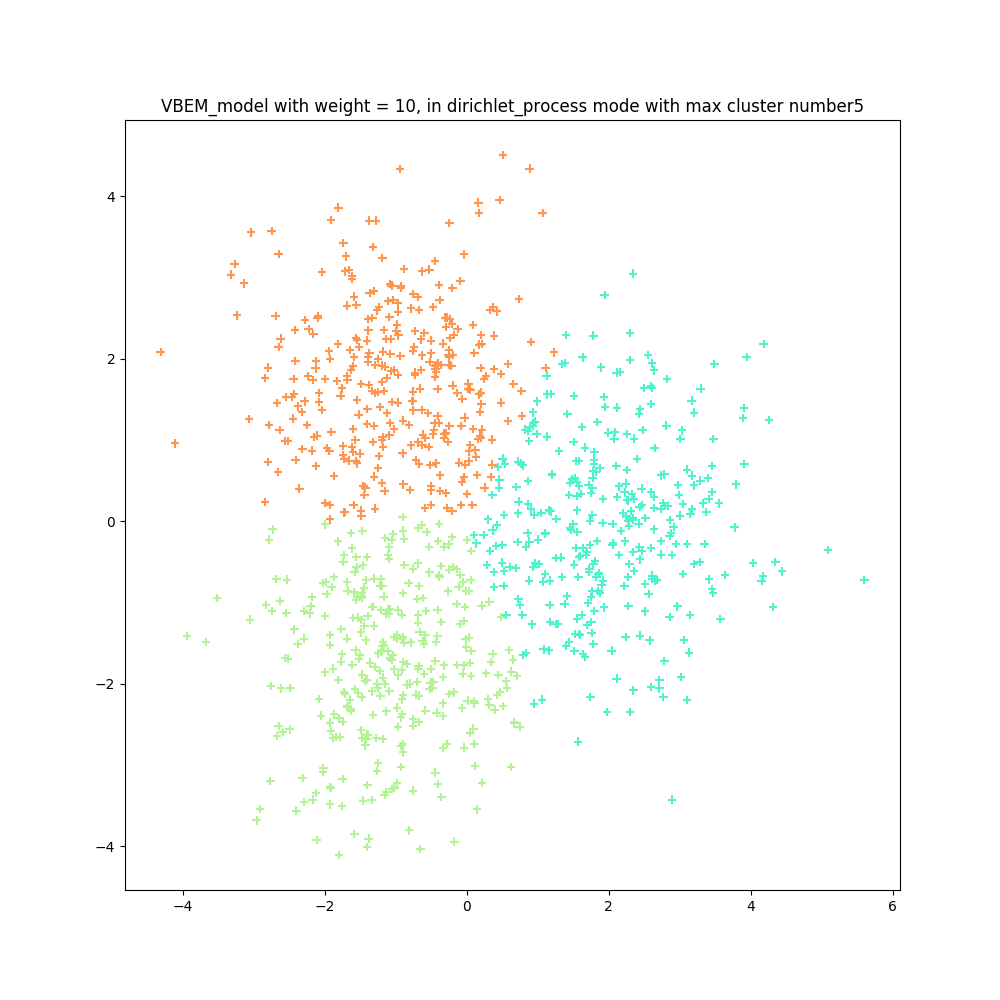 VBEM_model with weight = 10, in dirichlet_process mode with max cluster number5
4
2
0
−2
−4
−4 −2 0 2 4 6